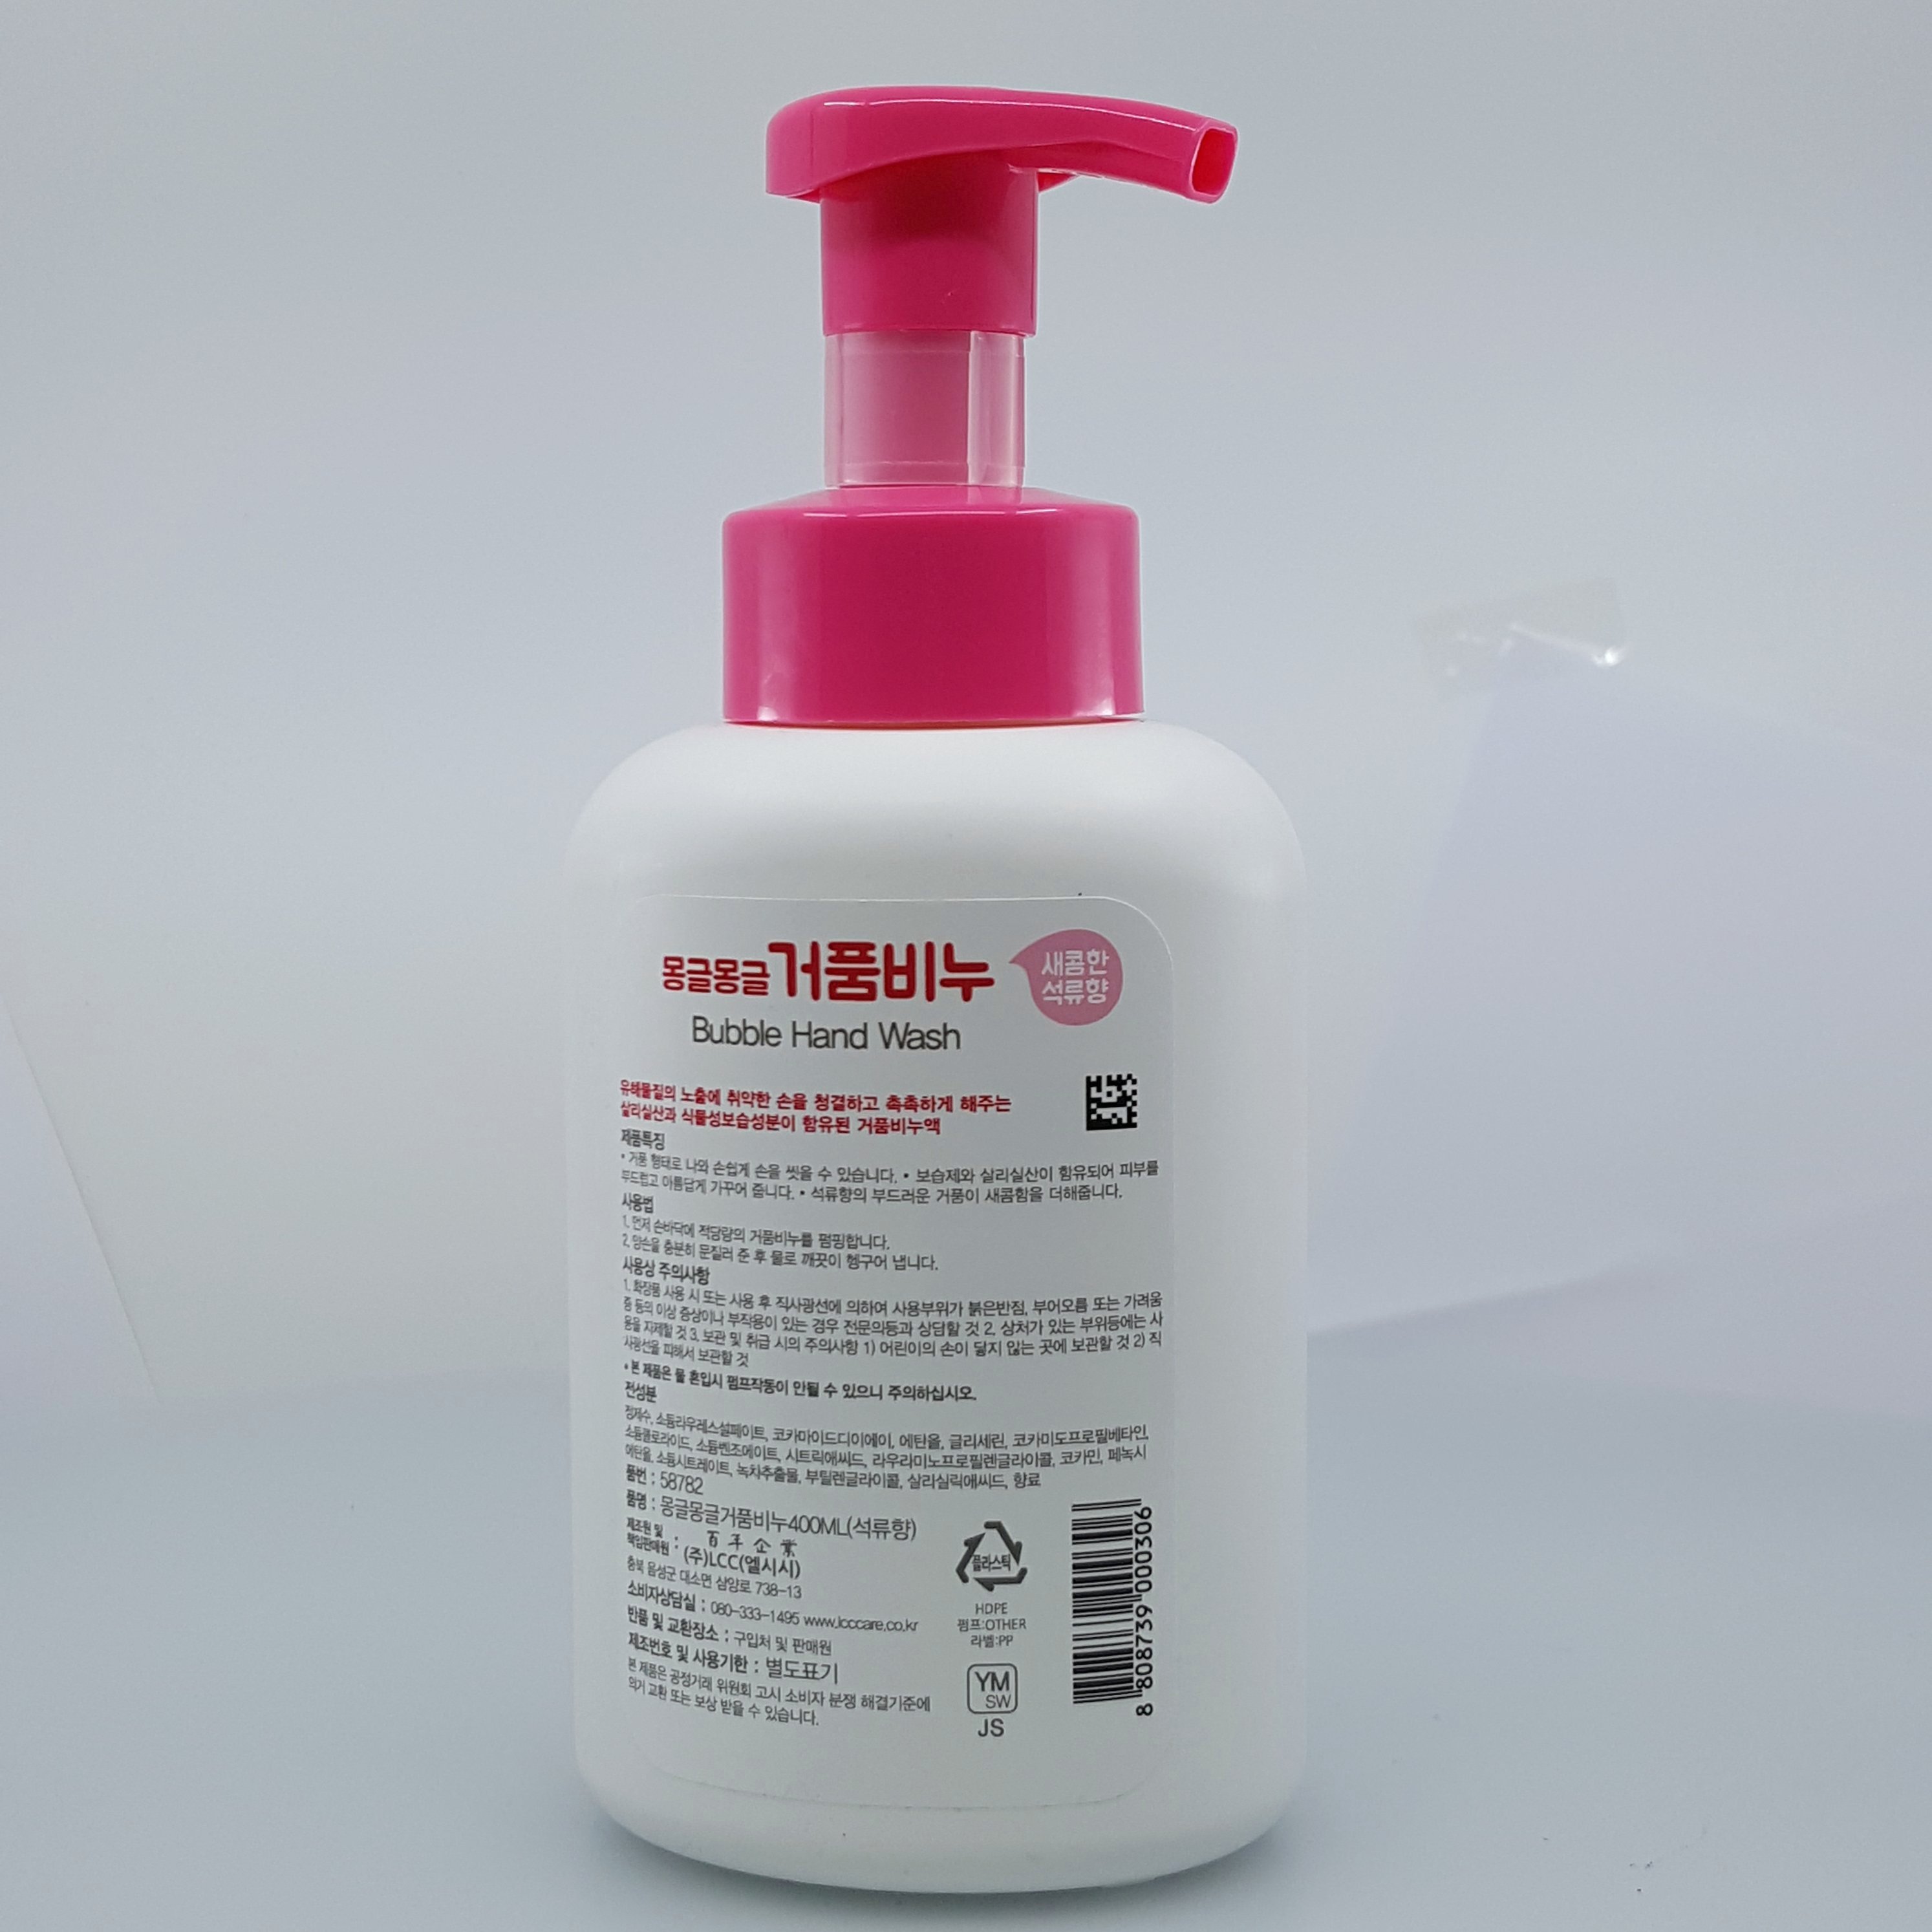 몽글몽글 거품비누
새콤한
석류향
Bubble Hand Wash
유해물질의 노출에 취약한 손을 청결하고 촉촉하게 해주는
살리실산과 식물성보습성분이 함유된 거품비누액
제품특징
• 거품 형태로 나와 손쉽게 손을 씻을 수 있습니다. • 보습제와 살리실산이 함유되어 피부를
부드럽고 아름답게 가꾸어 줍니다. • 석류향의 부드러운 거품이 새콤함을 더해줍니다.
사용법
1. 먼저 손바닥에 적당량의 거품비누를 펌핑합니다.
2. 양손을 충분히 문질러 준 후 물로 깨끗이 헹구어 냅니다.
사용상 주의사항
1. 화장품 사용 시 또는 사용 후 직사광선에 의하여 사용부위가 붉은반점, 부어오름 또는 가려움
증 등의 이상 증상이나 부작용이 있는 경우 전문의등과 상담할 것 2. 상처가 있는 부위등에는 사
용을 자제할 것 3. 보관 및 취급 시의 주의사항 1) 어린이의 손이 닿지 않는 곳에 보관할 것 2) 직
사광선을 피해서 보관할 것
• 본 제품은 물 혼입시 펌프작동이 안될 수 있으니 주의하십시오.
전성분
정제수, 소듐라우레스설페이트, 코카마이드디이에이, 에탄올, 글리세린, 코카미도프로필베타인,
소듐클로라이드, 소듐벤조에이트, 시트릭애씨드, 라우라미노프로필렌글라이콜, 코카민, 페녹시
에탄올, 소듐시트레이트, 녹차추출물, 부틸렌글라이콜, 살리실릭애씨드, 향료
품번 : 58782
품명 : 몽글몽글거품비누400ML(석류향)
제조원 및
책임판매원 :
百年企業
(주)LCC(엘시시)
충북 음성군 대소면 삼양로 738-13
소비자상담실 : 080-333-1495 www.lcccare.co.kr
반품 및 교환장소 : 구입처 및 판매원
제조번호 및 사용기한 : 별도표기
본 제품은 공정거래 위원회 고시 소비자 분쟁 해결기준에
의거 교환 또는 보상 받을 수 있습니다.
플라스틱
HDPE
펌프:OTHER
라벨:PP
YM
SW
JS
8 808739 000306